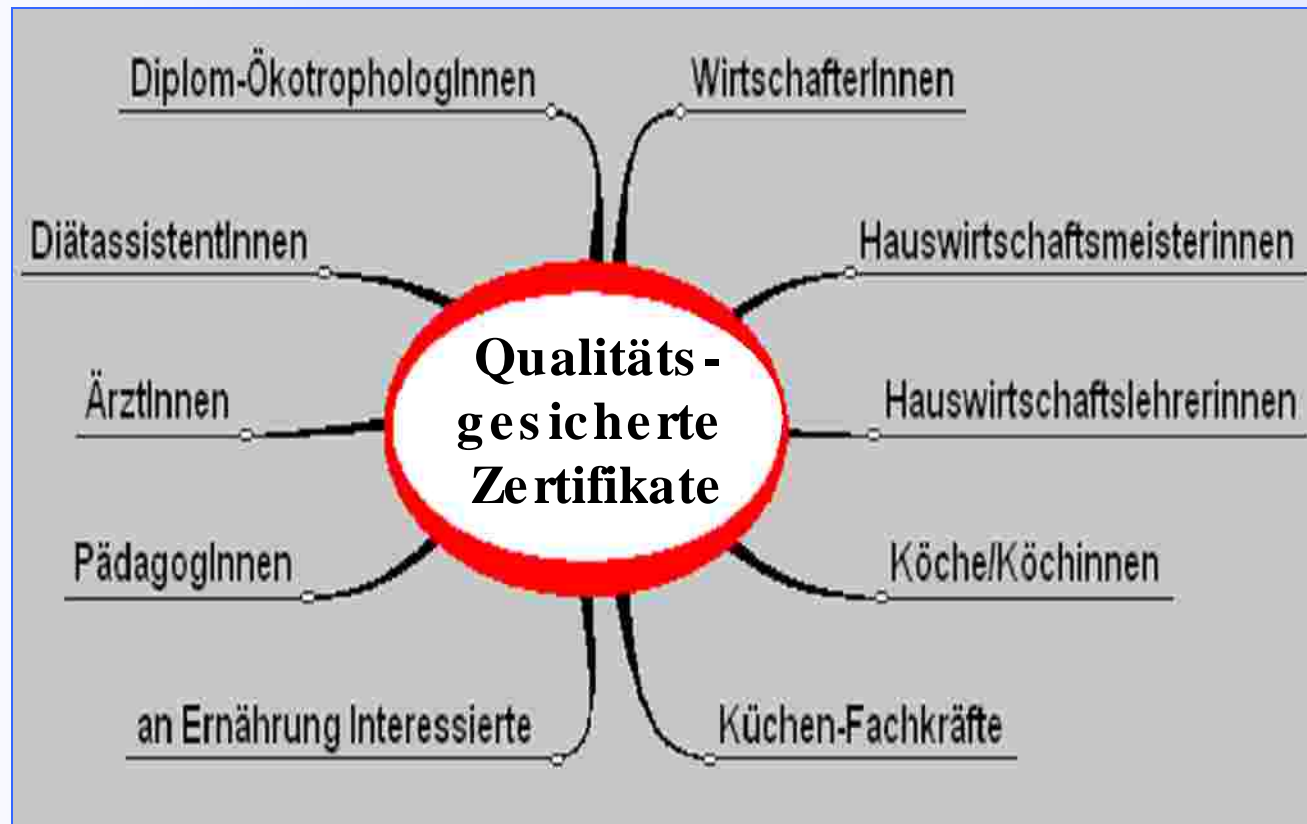 Diplom-ÖkotrophologInnen
WirtschafterInnen
DiätassistentInnen
Hauswirtschaftsmeisterinnen
Qualitäts-
gesicherte
Zertifikate
ÄrztInnen
Hauswirtschaftslehrerinnen
PädagogInnen
Köche/Köchinnen
an Ernährung Interessierte
Küchen-Fachkräfte